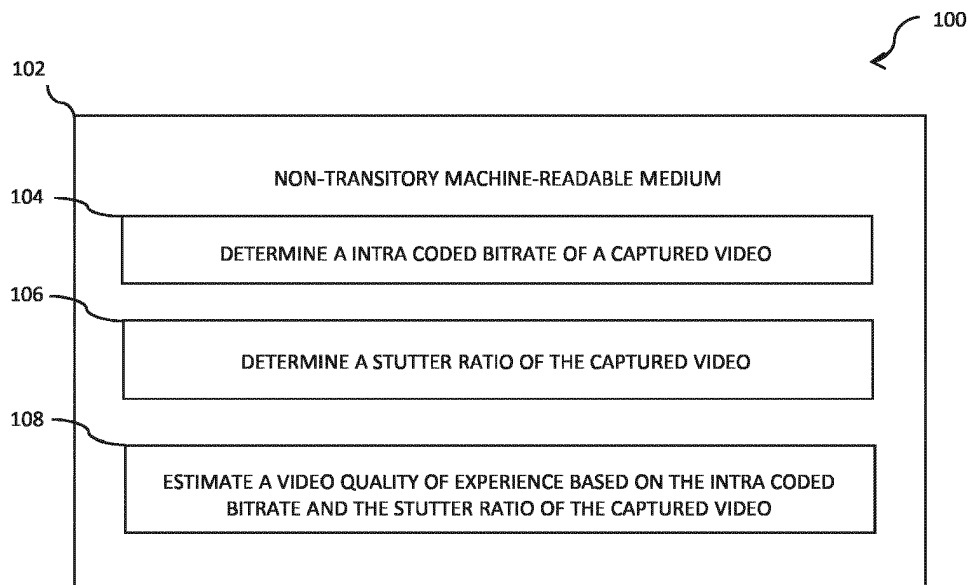 100
102
NON-TRANSITORY MACHINE-READABLE MEDIUM
104
DETERMINE A INTRA CODED BITRATE OF A CAPTURED VIDEO
106
DETERMINE A STUTTER RATIO OF THE CAPTURED VIDEO
108
ESTIMATE A VIDEO QUALITY OF EXPERIENCE BASED ON THE INTRA CODED
BITRATE AND THE STUTTER RATIO OF THE CAPTURED VIDEO